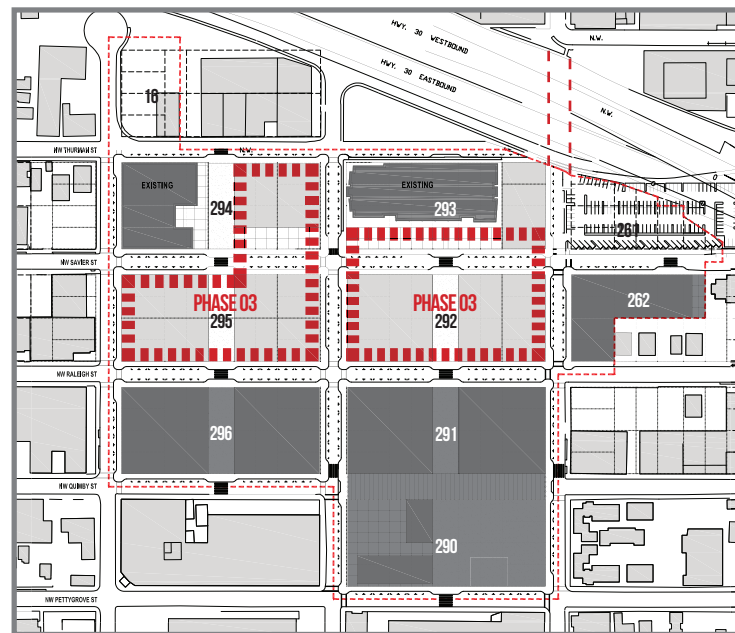 HWY. 30 WESTBOUND
N.W.
HWY. 30 EASTBOUND
16
N.W.
NW THURMAN ST
N.W.
EXISTING
EXISTING
294
293
261
NW SAVIER ST
PHASE 03
295
PHASE 03
292
262
NW RALEIGH ST
296
291
NW QUIMBY ST
290
NW PETTYGROVE ST